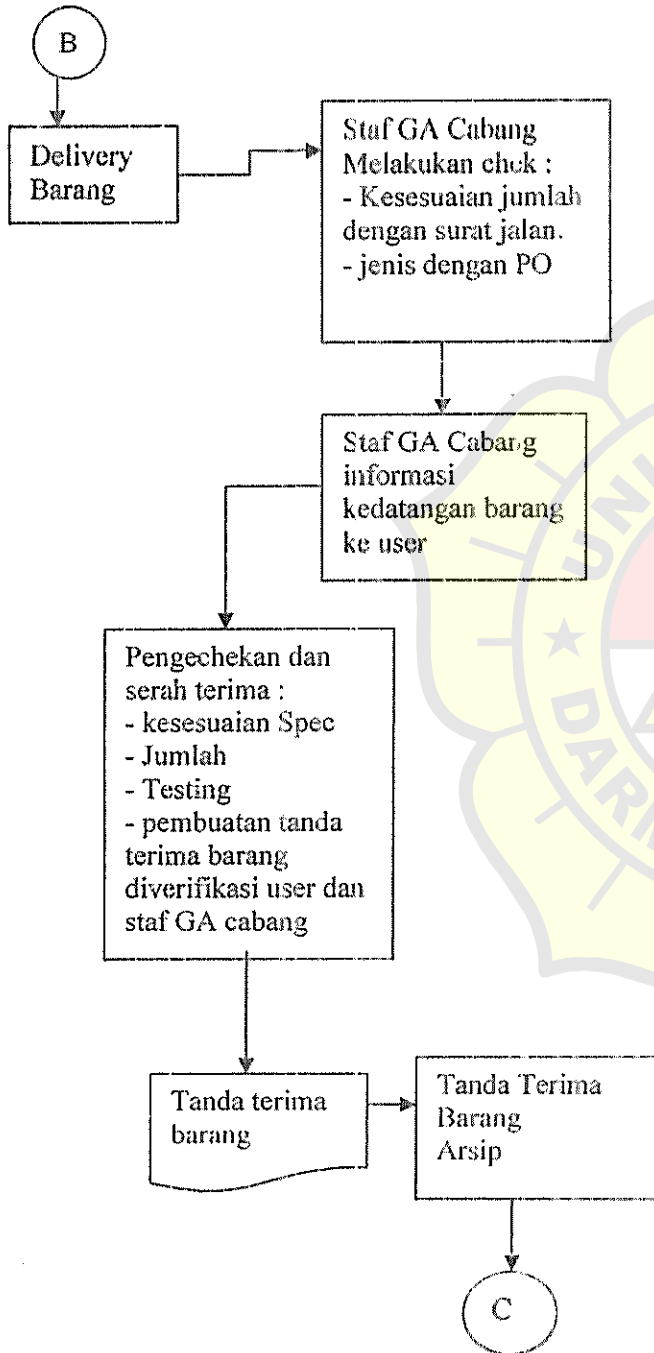 B
Delivery
Barang
Staf GA Cabang
Melakukan chek :
- Kesesuaian jumlah
dengan surat jalan.
- jenis dengan PO
Staf GA Cabang
informasi
kedatangan barang
ke user
Pengechekan dan
serah terima :
- kesesuaian Spec
- Jumlah
- Testing
- pembuatan tanda
terima barang
diverifikasi user dan
staf GA cabang
Tanda terima
barang
Tanda Terima
Barang
Arsip
C